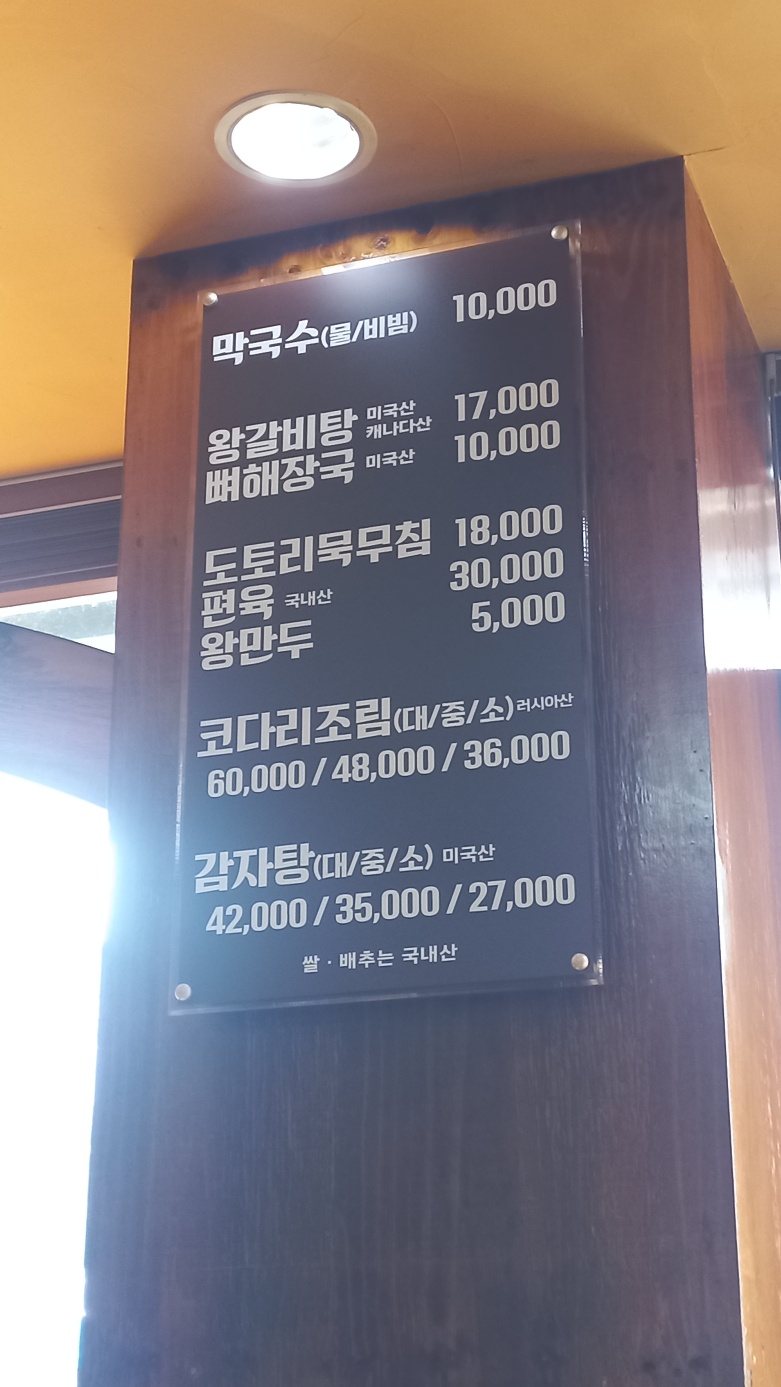 막국수(물/비빔) 10,000
왕갈비탕 미국산 캐나다산 17,000
뼈해장국 미국산 10,000
도토리묵무침 18,000
편육 국내산 30,000
왕만두 5,000
코다리조림(대/중/소) 러시아산
60,000 / 48,000 / 36,000
감자탕(대/중/소) 미국산
42,000 / 35,000 / 27,000
쌀 · 배추는 국내산